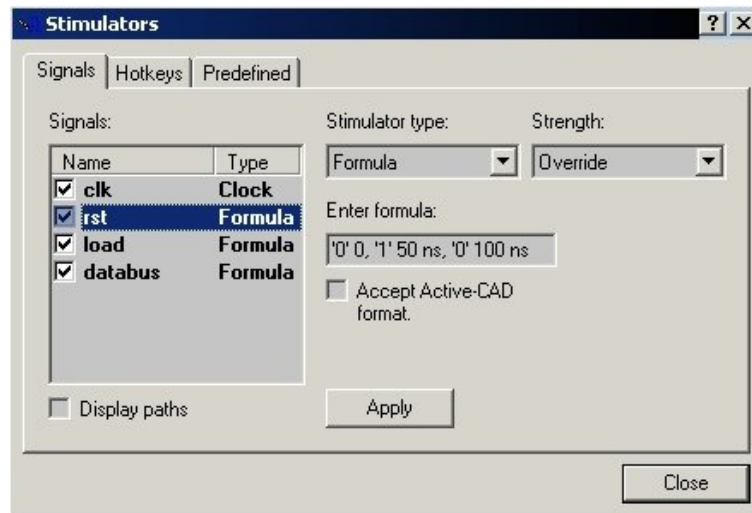 Stimulators
Signals Hotkeys Predefined
Signals: Stimulator type: Strength:
Name Type Formula Override
clk Clock
rst Formula Enter formula:
load Formula '0' 0, '1' 50 ns, '0' 100 ns
databus Formula Accept Active-CAD
format.
Display paths Apply
Close